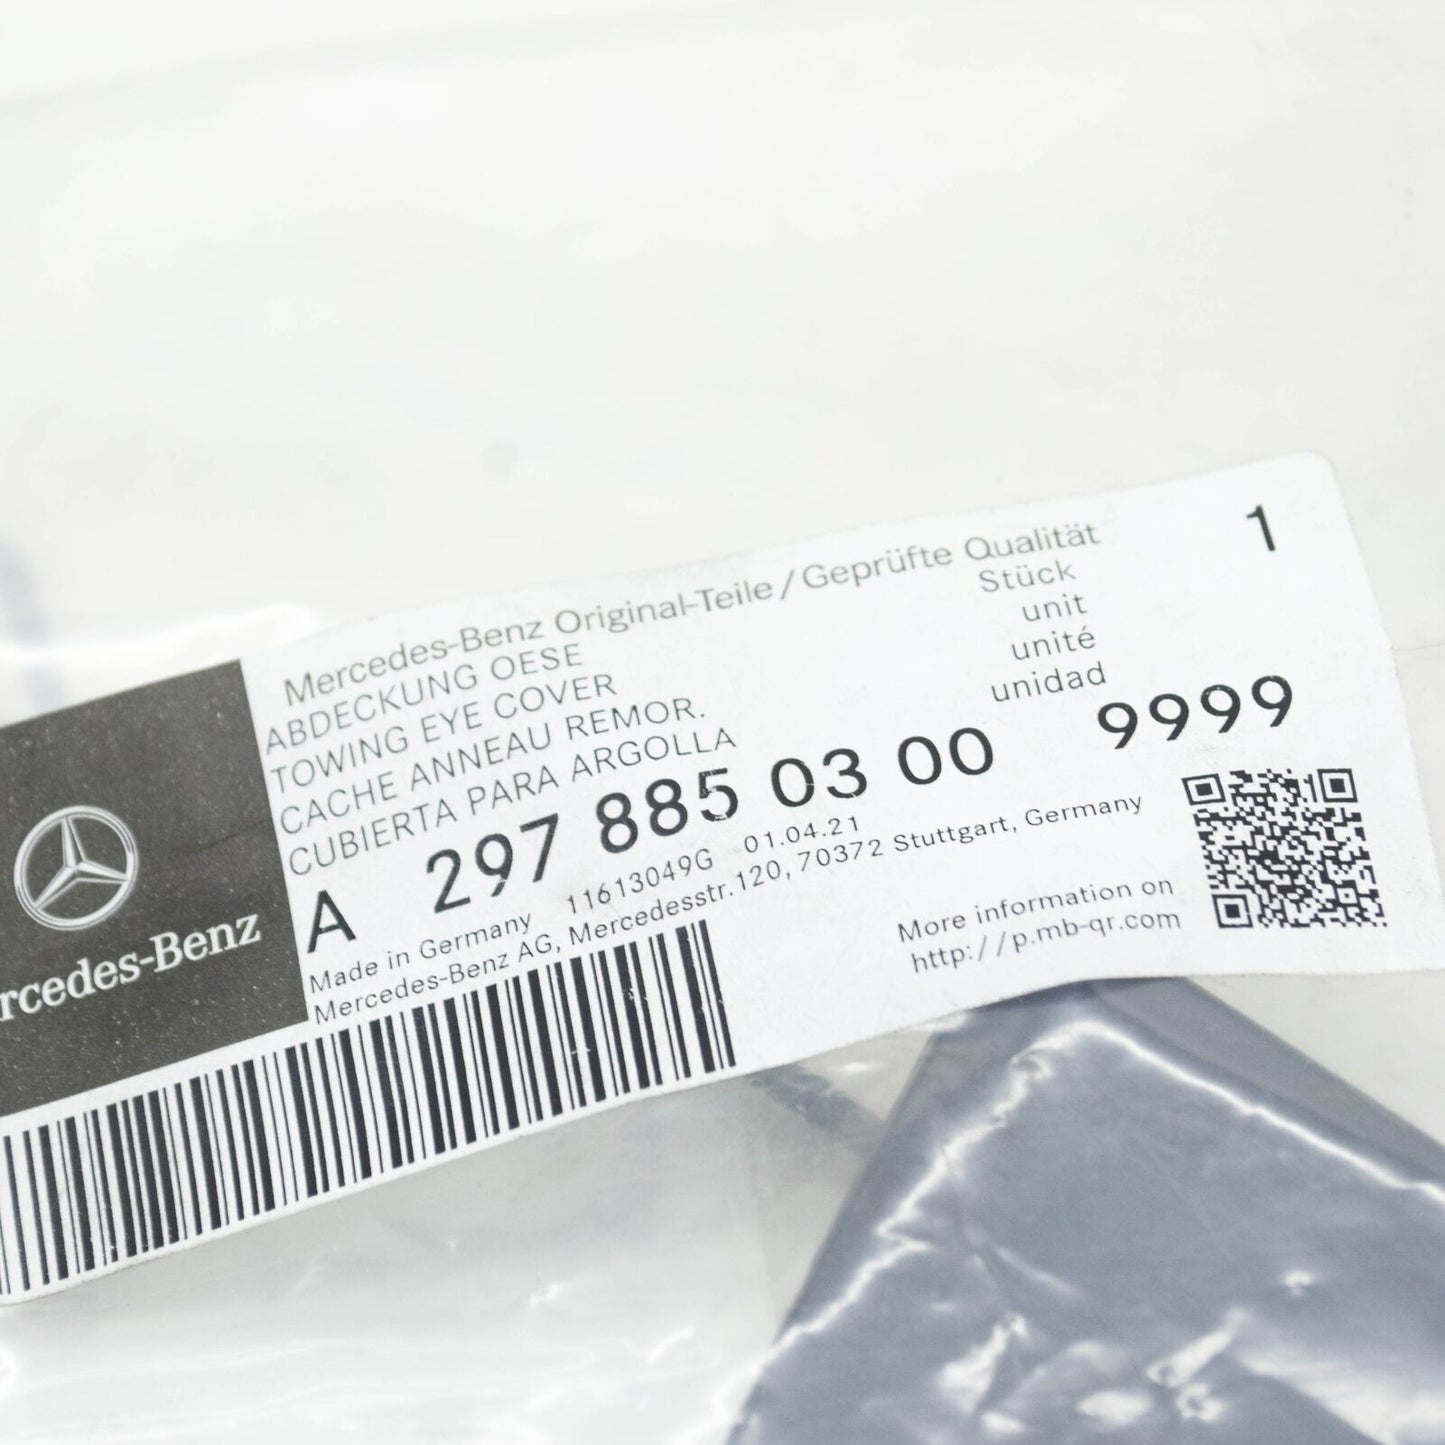 Mercedes-Benz Original-Teile / Geprüfte Qualität
ABDECKUNG OESE
TOWING EYE COVER
CACHE ANNEAU REMOR.
CUBIERTA PARA ARGOLLA
Stück
unit
unité
unidad
1
A 297 885 03 00 9999
Made in Germany 11613049G 01.04.21
Mercedes-Benz AG, Mercedesstr.120, 70372 Stuttgart, Germany
More information on
http://p.mb-qr.com
rcedes-Benz